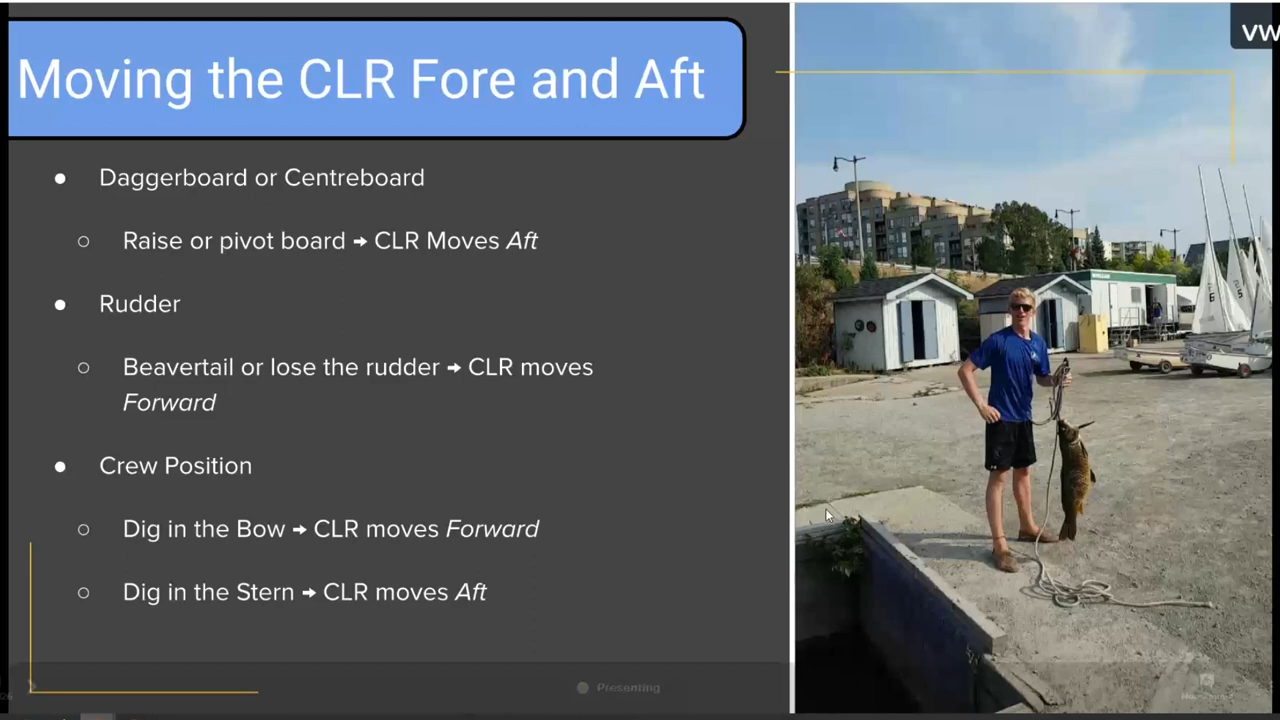 Moving the CLR Fore and Aft
VW
● Daggerboard or Centreboard
○ Raise or pivot board → CLR Moves Aft
● Rudder
○ Beavertail or lose the rudder → CLR moves
Forward
● Crew Position
○ Dig in the Bow → CLR moves Forward
○ Dig in the Stern → CLR moves Aft
Presenting